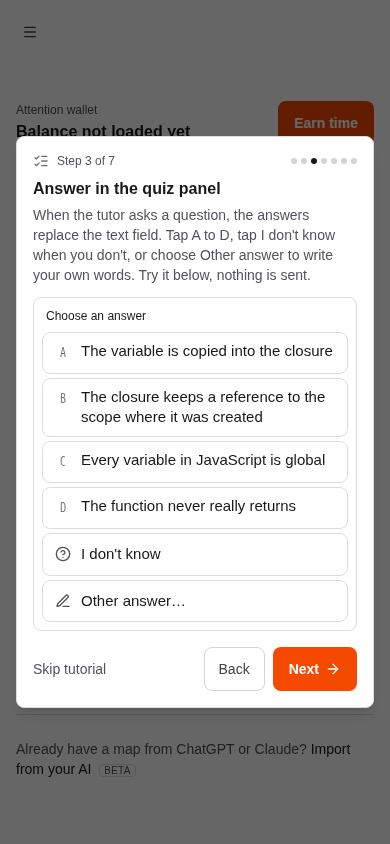 Attention wallet
Balance not loaded yet
Earn time
Step 3 of 7
Answer in the quiz panel
When the tutor asks a question, the answers
replace the text field. Tap A to D, tap I don't know
when you don't, or choose Other answer to write
your own words. Try it below, nothing is sent.
Choose an answer
A The variable is copied into the closure
B The closure keeps a reference to the
scope where it was created
C Every variable in JavaScript is global
D The function never really returns
I don't know
Other answer…
Skip tutorial
Back
Next
Already have a map from ChatGPT or Claude? Import
from your AI BETA